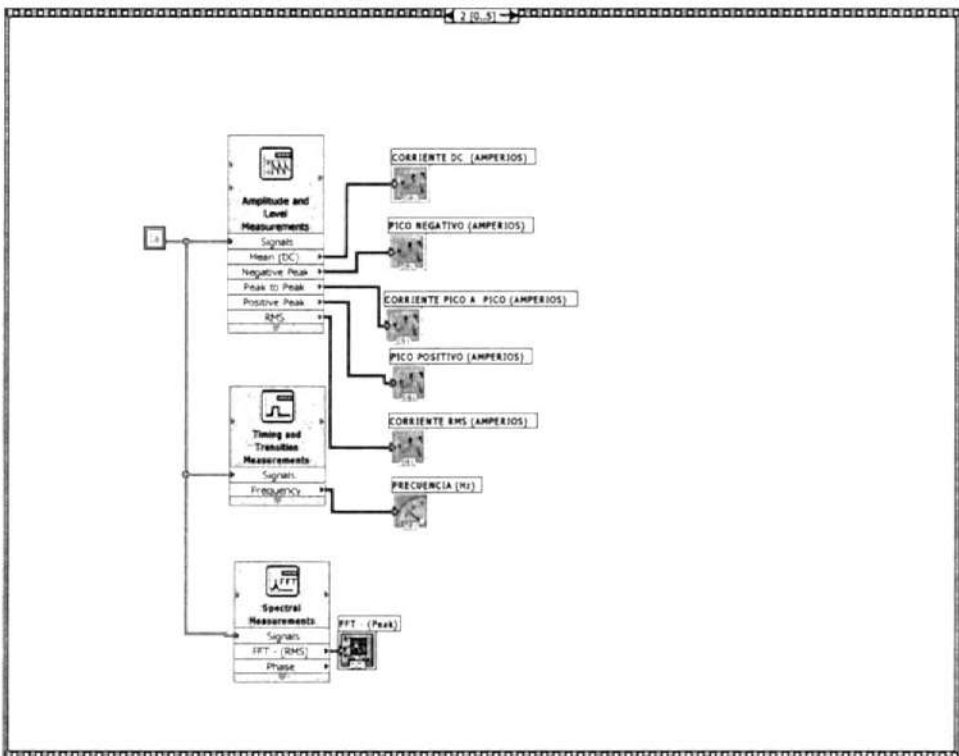 2 [0..5]
Amplitude and
Level
Measurements
Signals
Mean (DC)
Negative Peak
Peak to Peak
Positive Peak
RMS
CORRIENTE DC (AMPERIOS)
PICO NEGATIVO (AMPERIOS)
CORRIENTE PICO A PICO (AMPERIOS)
PICO POSITIVO (AMPERIOS)
CORRIENTE RMS (AMPERIOS)
Timing and
Transition
Measurements
Signals
Frequency
FRECUENCIA (Hz)
FFT
Spectral
Measurements
Signals
FFT - (RMS)
Phase
FFT - (Peak)